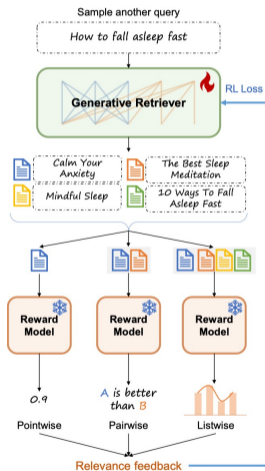 Sample another query
How to fall asleep fast
Generative Retriever
RL Loss
Calm Your
Anxiety
The Best Sleep
Meditation
Mindful Sleep
10 Ways To Fall
Asleep Fast
Reward
Model
Reward
Model
Reward
Model
0.9
A is better
than B
Pointwise
Pairwise
Listwise
Relevance feedback